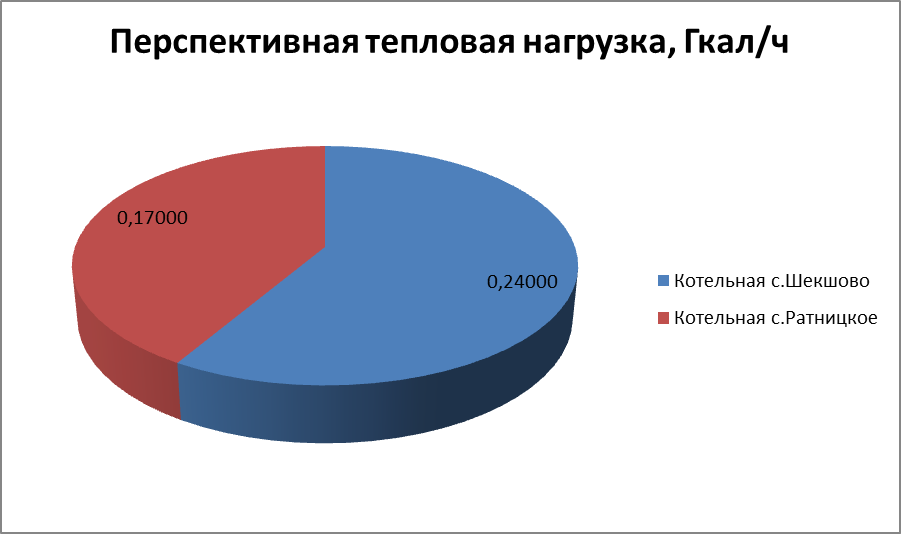 Перспективная тепловая нагрузка, Гкал/ч
0,17000
0,24000
Котельная с.Шекшово
Котельная с.Ратницкое